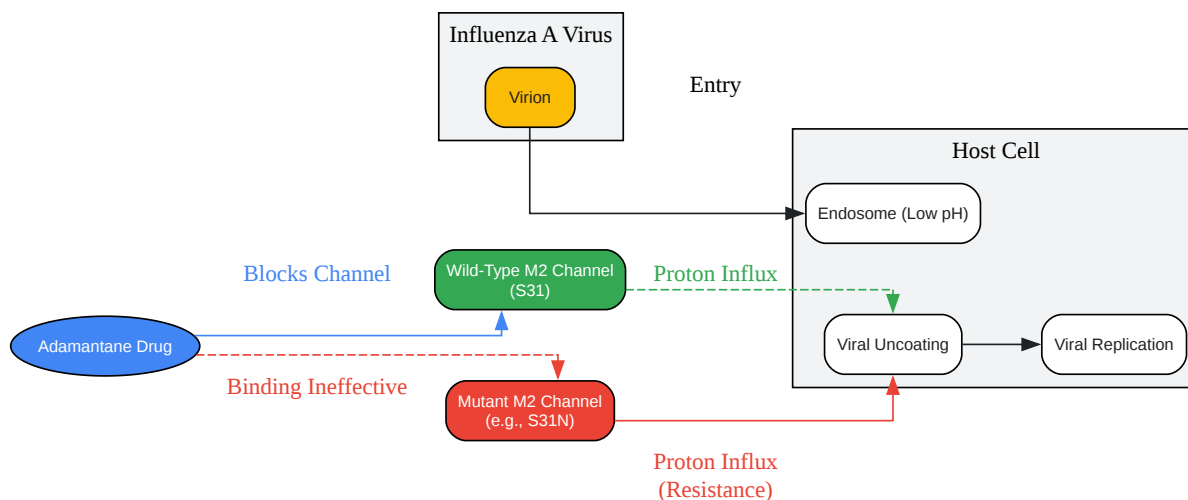 Influenza A Virus
Virion
Entry
Host Cell
Endosome (Low pH)
Blocks Channel
Wild-Type M2 Channel
(S31)
Proton Influx
Adamantane Drug
Viral Uncoating
Viral Replication
Binding Ineffective
Mutant M2 Channel
(e.g., S31N)
Proton Influx
(Resistance)